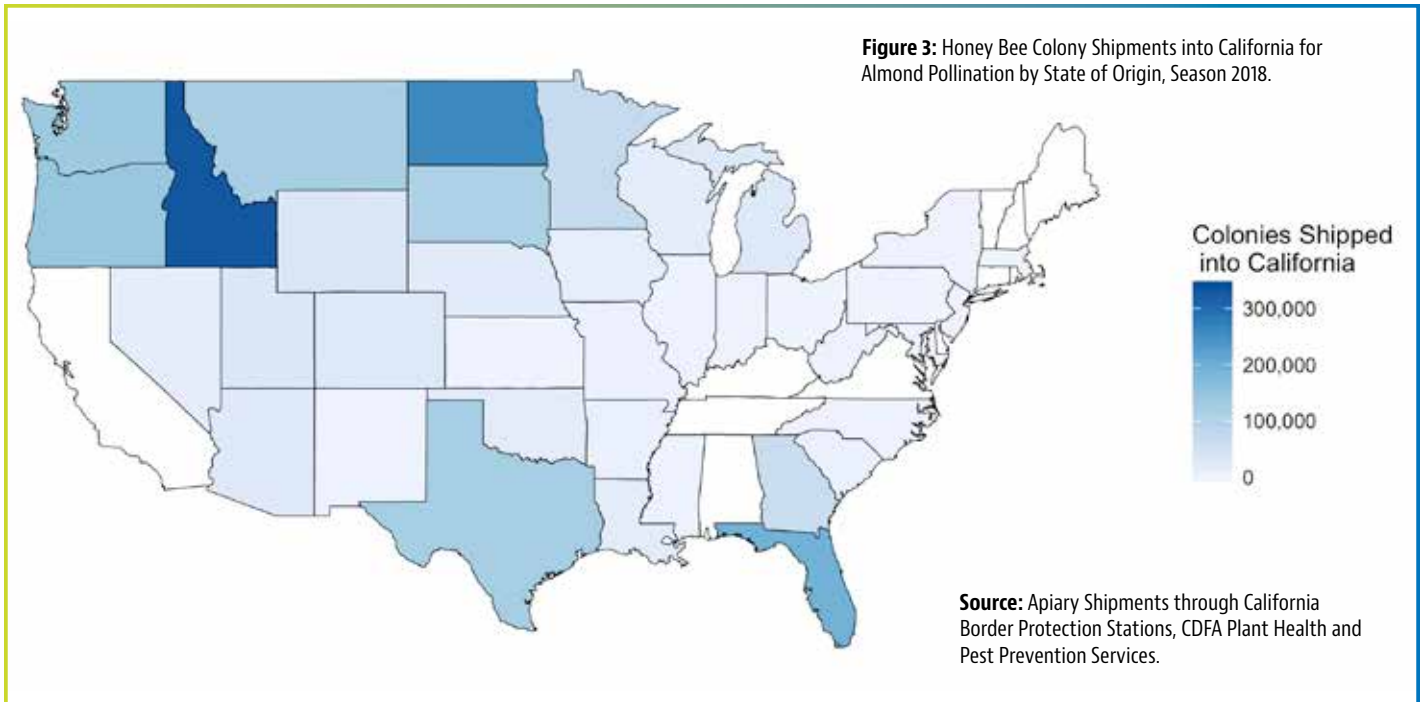 Figure 3: Honey Bee Colony Shipments into California for
Almond Pollination by State of Origin, Season 2018.
Colonies Shipped
into California
300,000
200,000
100,000
0
Source: Apiary Shipments through California
Border Protection Stations, CDFA Plant Health and
Pest Prevention Services.